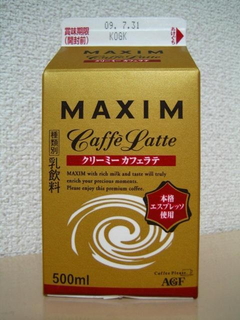 賞味期限
(開封前)
09. 7.31
KOBK
MAXIM
Caffè Latte
クリーミー カフェラテ
種類別 乳飲料
MAXIM with rich milk and taste will truly
enrich your precious moments.
Please enjoy this premium coffee.
本格
エスプレッソ
使用
500ml
AGF